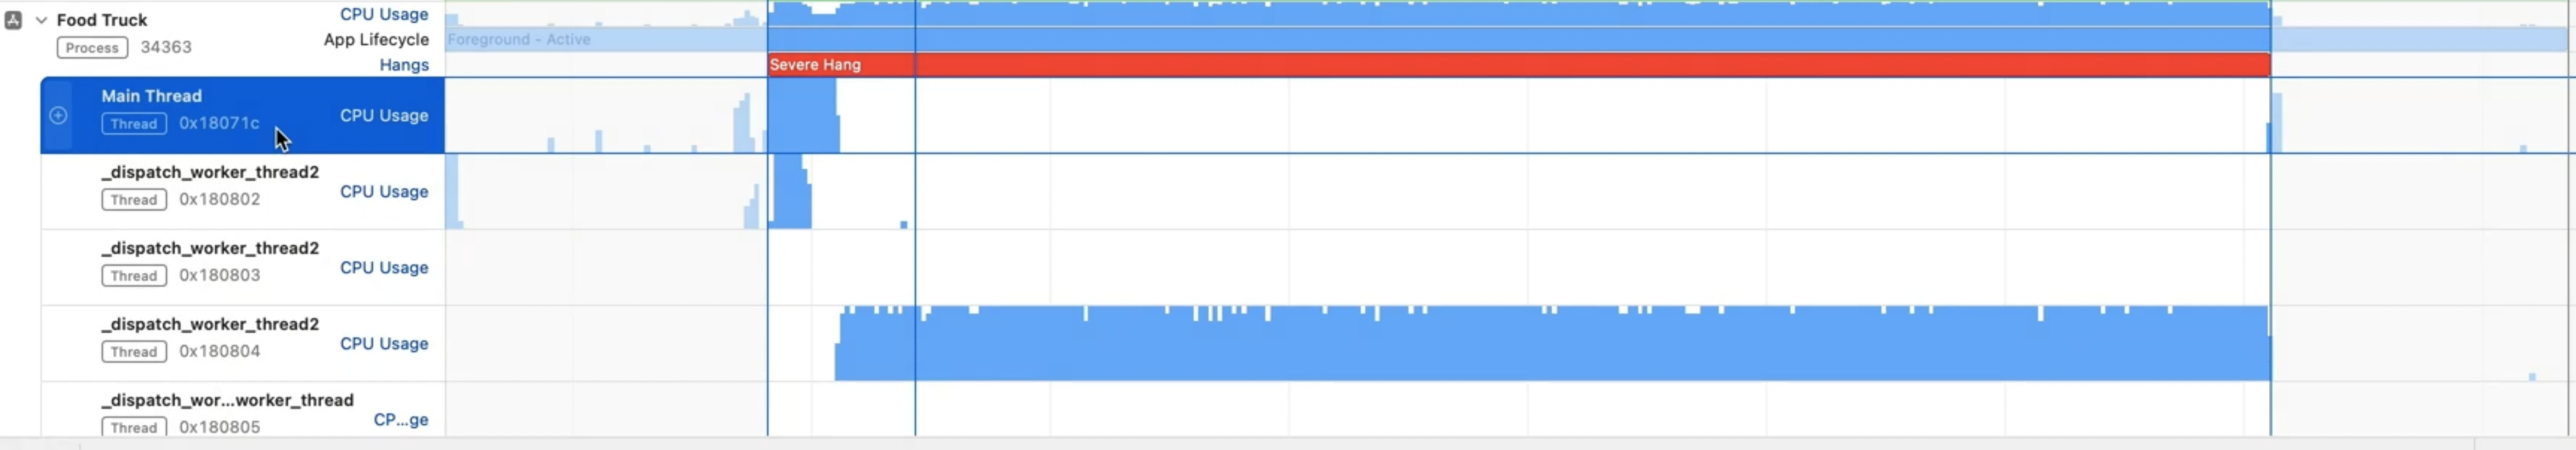 Food Truck
CPU Usage
Process 34363
App Lifecycle
Foreground - Active
Hangs
Severe Hang
Main Thread
Thread 0x18071c
CPU Usage
_dispatch_worker_thread2
Thread 0x180802
CPU Usage
_dispatch_worker_thread2
Thread 0x180803
CPU Usage
_dispatch_worker_thread2
Thread 0x180804
CPU Usage
_dispatch_wor...worker_thread
Thread 0x180805
CP...ge